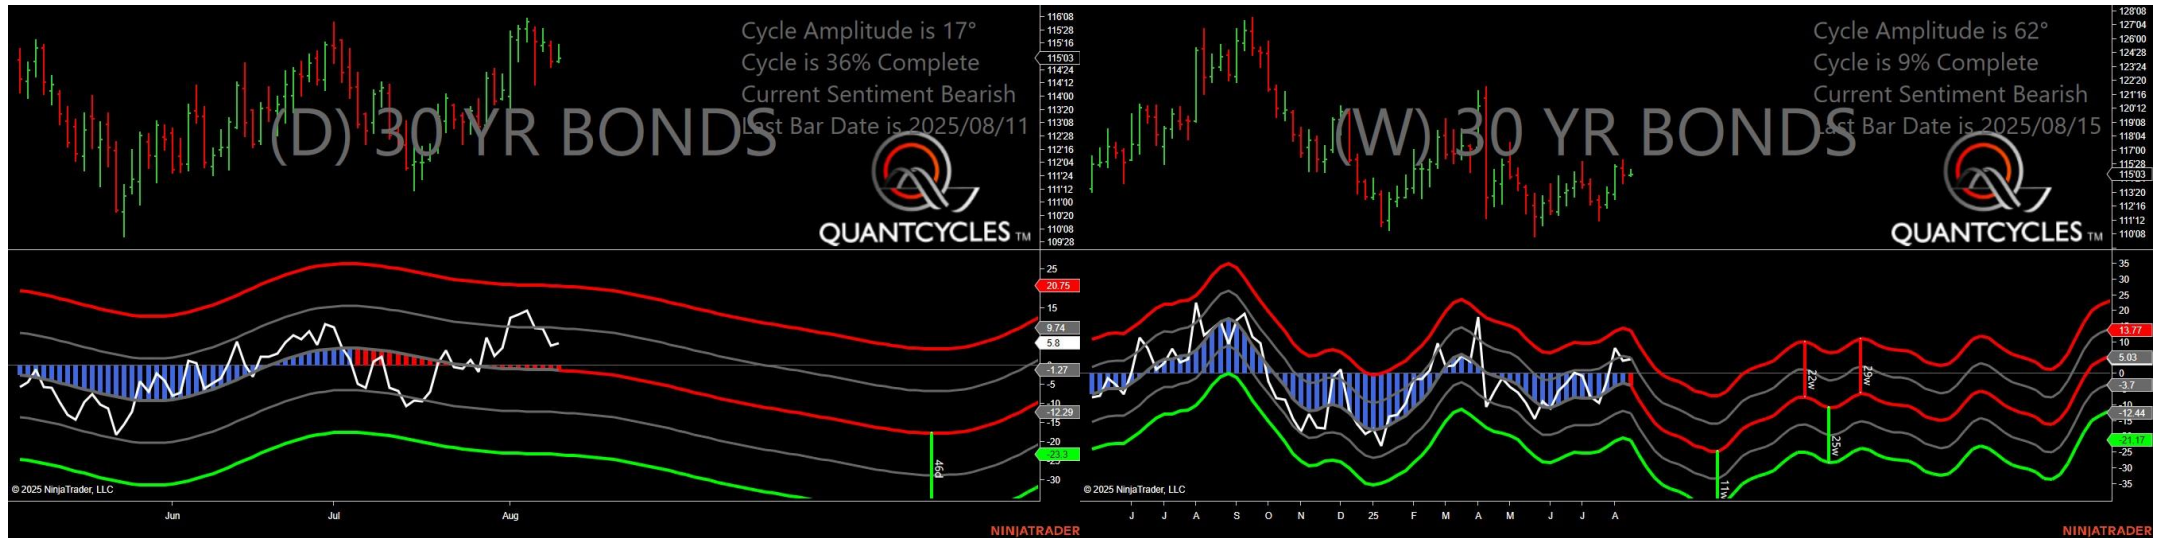 Cycle Amplitude is 17°
Cycle is 36% Complete
Current Sentiment Bearish
Last Bar Date is 2025/08/11
(D) 30 YR BONDS
QUANTCYCLES TM
116'08
115'28
115'16
115'03
114'24
114'12
114'00
113'20
113'08
112'28
112'16
112'04
111'24
111'12
111'00
110'20
110'08
109'28
25
20.75
15
9.74
5.8
0
-1.27
-5
-10
-12.29
-15
-20
-23.3
-30
46d
© 2025 NinjaTrader, LLC
Jun
Jul
Aug
NINJATRADER
Cycle Amplitude is 62°
Cycle is 9% Complete
Current Sentiment Bearish
Last Bar Date is 2025/08/15
(W) 30 YR BONDS
QUANTCYCLES TM
128'08
127'04
126'00
124'28
123'24
122'20
121'16
120'12
119'08
118'04
117'00
115'28
115'03
113'20
112'16
111'12
110'08
35
30
25
20
13.77
10
5.03
0
-3.7
-10
-12.44
-15
-21.17
-25
-30
-35
22w
29w
25w
11w
© 2025 NinjaTrader, LLC
J
J
A
S
O
N
D
25
F
M
A
M
J
J
A
NINJATRADER